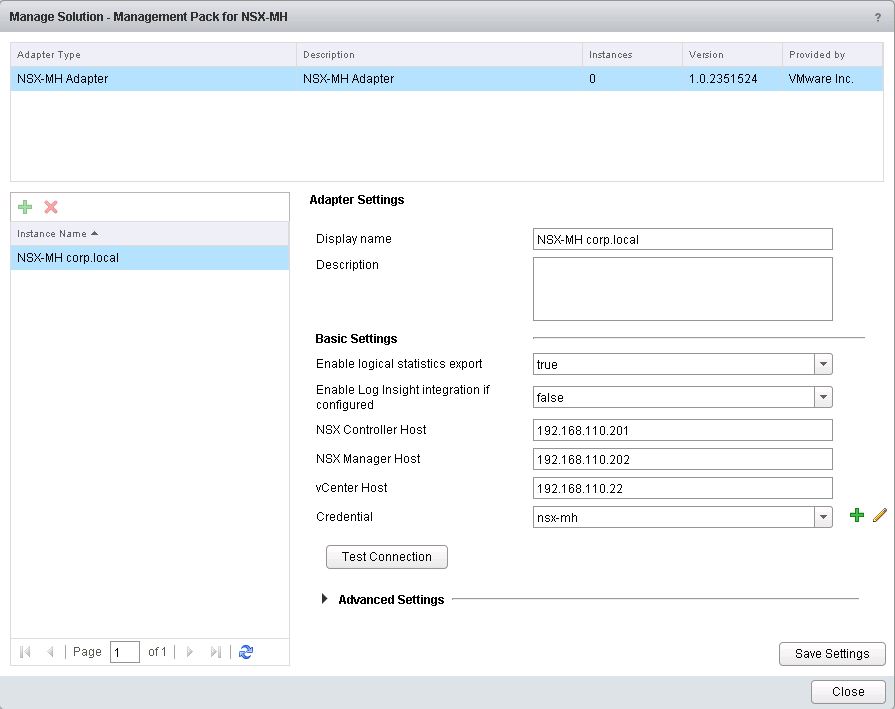 Manage Solution - Management Pack for NSX-MH ?
Adapter Type Description Instances Version Provided by
NSX-MH Adapter NSX-MH Adapter 0 1.0.2351524 VMware Inc.
Instance Name
NSX-MH corp.local
Page 1 of 1
Adapter Settings
Display name NSX-MH corp.local
Description
Basic Settings
Enable logical statistics export true
Enable Log Insight integration if
configured false
NSX Controller Host 192.168.110.201
NSX Manager Host 192.168.110.202
vCenter Host 192.168.110.22
Credential nsx-mh
Test Connection
Advanced Settings
Save Settings
Close